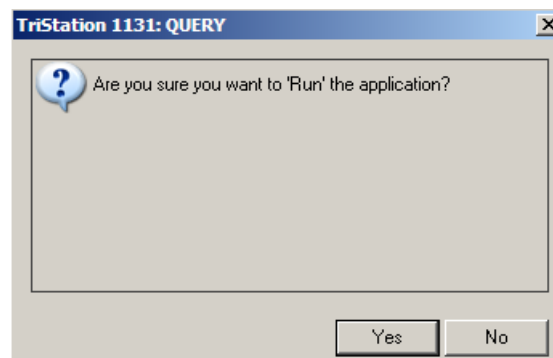 TriStation 1131: QUERY
Are you sure you want to 'Run' the application?
Yes
No